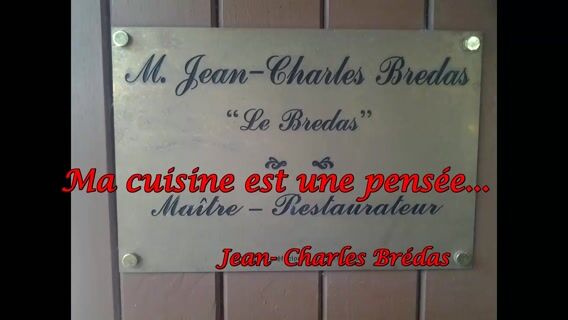 M. Jean-Charles Bredas
“Le Bredas”
Ma cuisine est une pensée...
Maître – Restaurateur
Jean- Charles Brédas